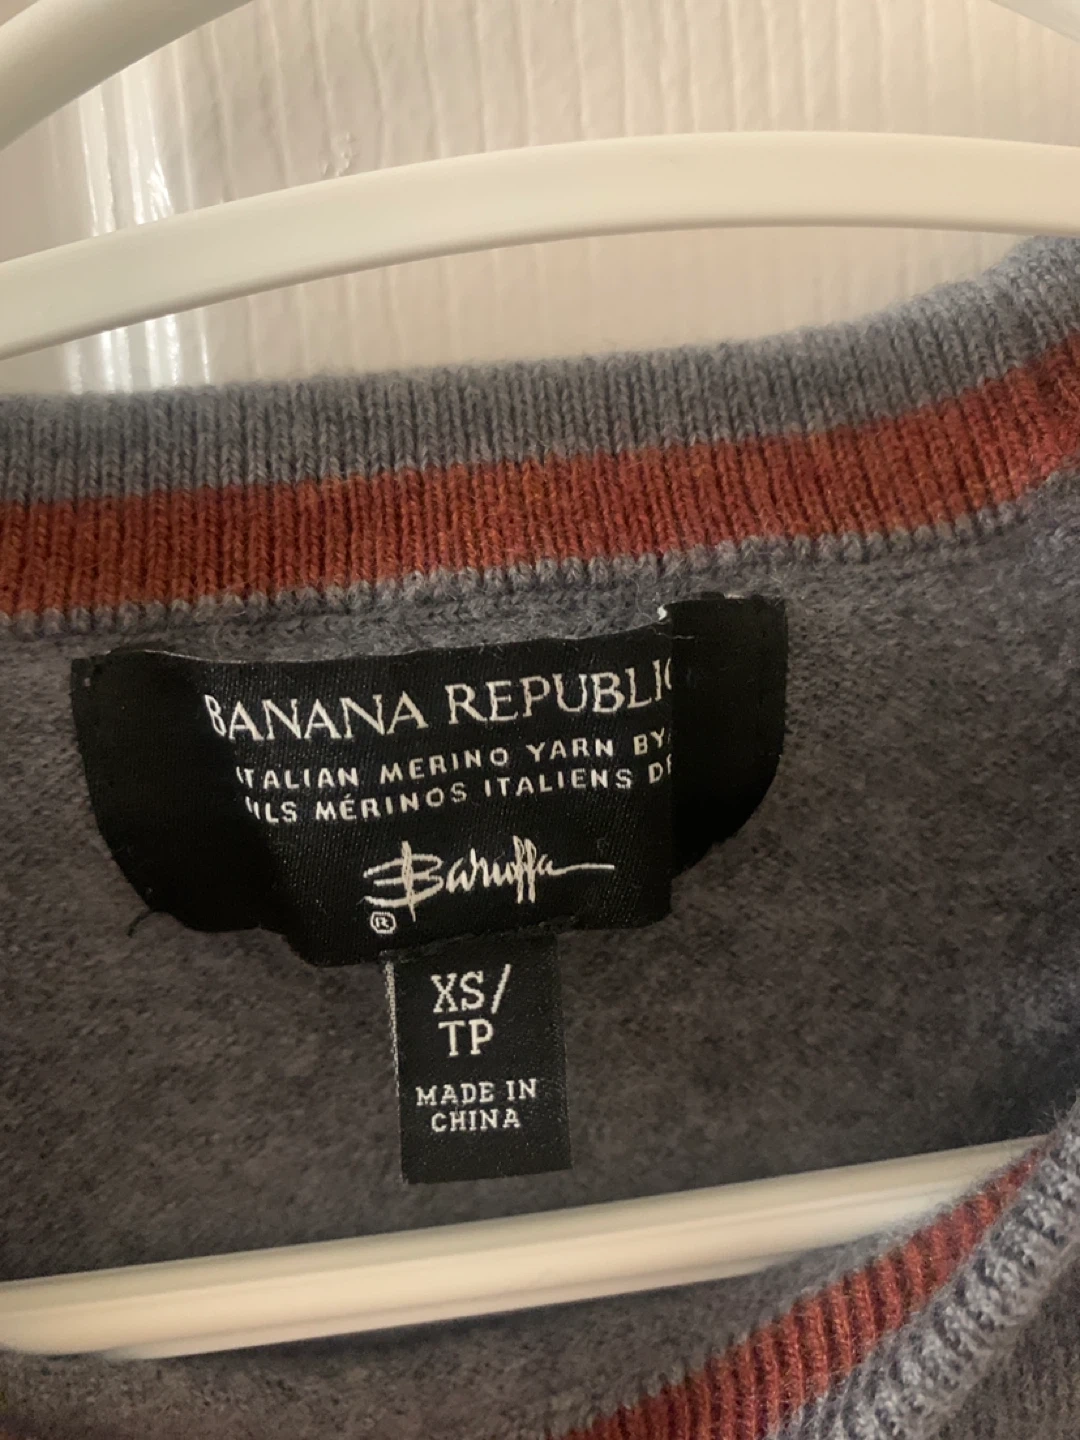 BANANA REPUBLIC
ITALIAN MERINO YARN BY
FILS MÉRINOS ITALIENS DE
Baruffa
®
XS/
TP
MADE IN
CHINA